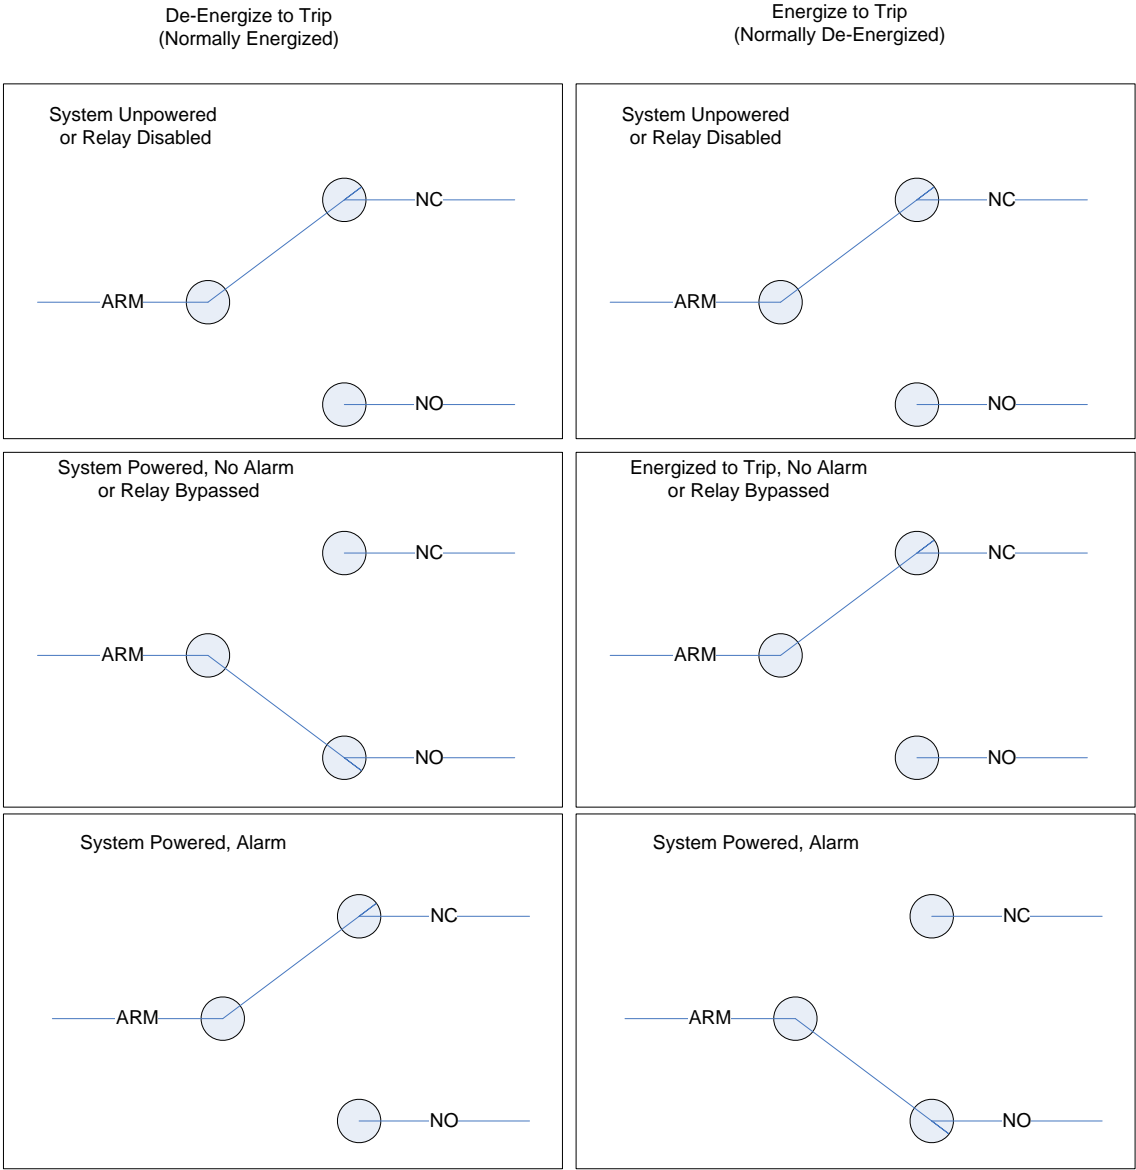 De-Energize to Trip
(Normally Energized)
Energize to Trip
(Normally De-Energized)
System Unpowered
or Relay Disabled
NC
ARM
NO
System Unpowered
or Relay Disabled
NC
ARM
NO
System Powered, No Alarm
or Relay Bypassed
NC
ARM
NO
Energized to Trip, No Alarm
or Relay Bypassed
NC
ARM
NO
System Powered, Alarm
NC
ARM
NO
System Powered, Alarm
NC
ARM
NO